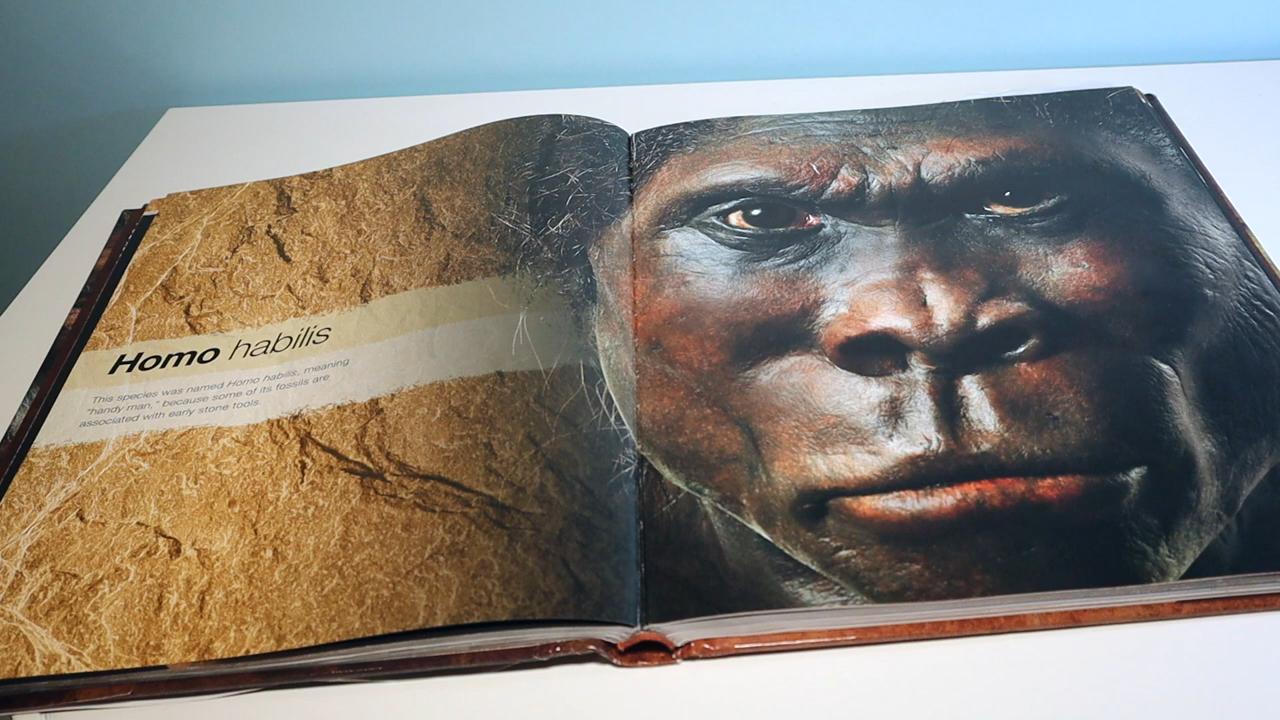 Homo habilis
This species was named Homo habilis, meaning
"handy man," because some of its fossils are
associated with early stone tools.